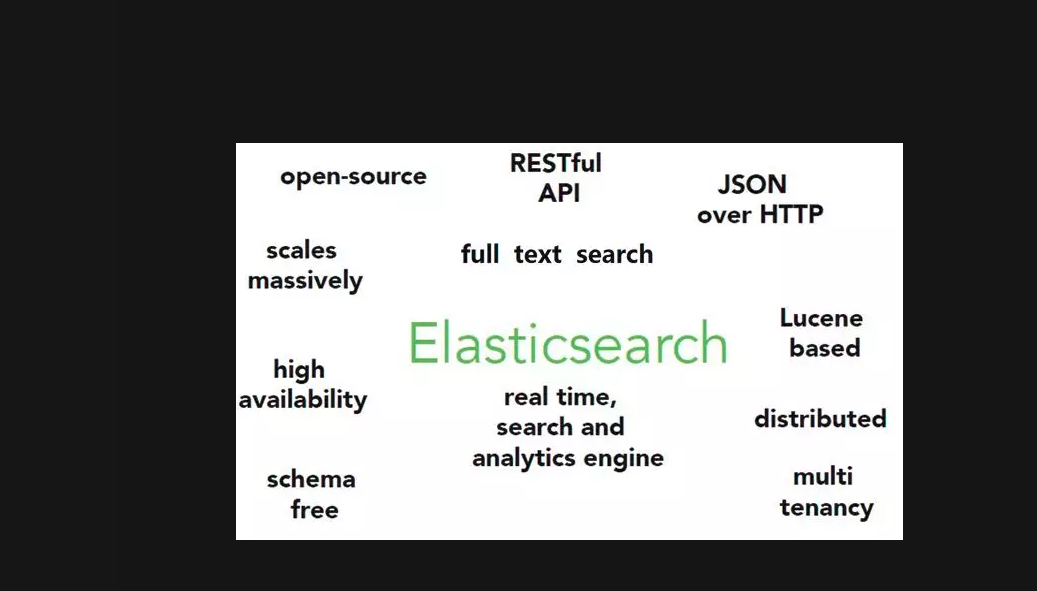 open-source
RESTful
API
JSON
over HTTP
scales
massively
full text search
Elasticsearch
Lucene
based
high
availability
real time,
search and
analytics engine
distributed
schema
free
multi
tenancy